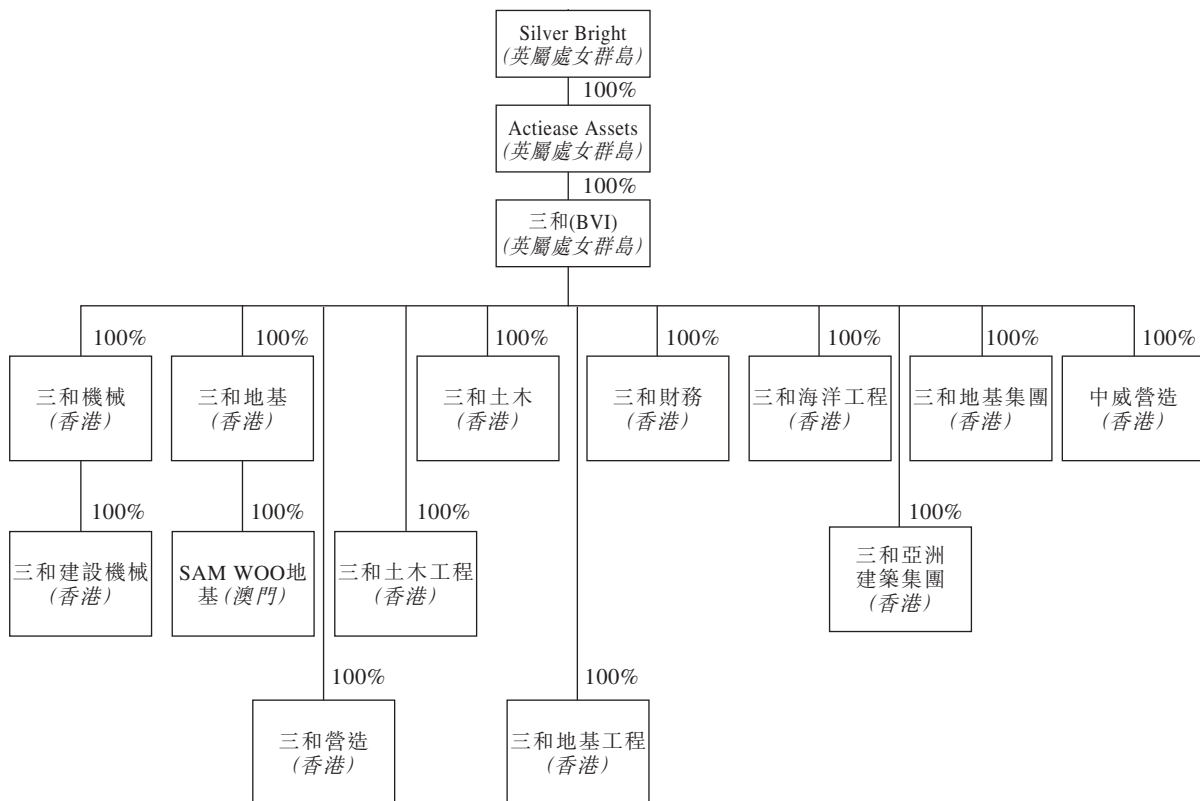 Silver Bright
(英屬處女群島)
100%
Actiease Assets
(英屬處女群島)
100%
三和(BVI)
(英屬處女群島)
100%
100%
100%
100%
100%
100%
100%
三和機械
(香港)
三和地基
(香港)
三和土木
(香港)
三和財務
(香港)
三和海洋工程
(香港)
三和地基集團
(香港)
中威營造
(香港)
100%
100%
100%
100%
三和建設機械
(香港)
SAM WOO地
基(澳門)
三和土木工程
(香港)
三和亞洲
建築集團
(香港)
100%
100%
三和營造
(香港)
三和地基工程
(香港)